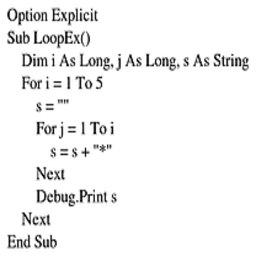 Option Explicit
Sub LoopEx()
Dim i As Long, j As Long, s As String
For i = 1 To 5
s = ""
For j = 1 To i
s = s + "*"
Next
Debug.Print s
Next
End Sub